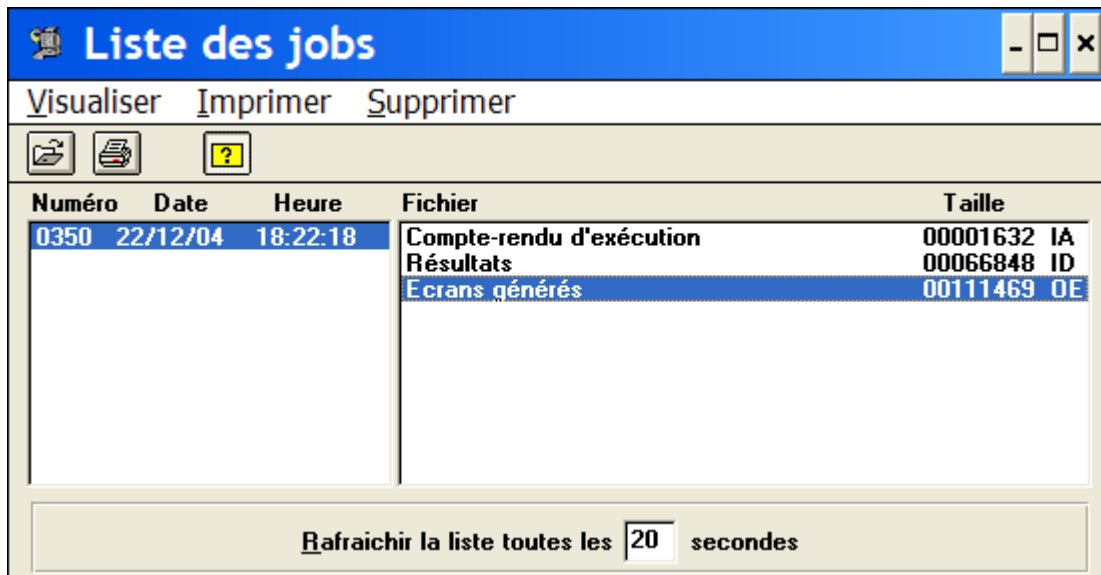 Liste des jobs
Visualiser Imprimer Supprimer
?
Numéro Date Heure Fichier Taille
0350 22/12/04 18:22:18 Compte-rendu d'exécution 00001632 IA
Résultats 00066848 ID
Ecrans générés 00111469 OE
Rafraichir la liste toutes les 20 secondes